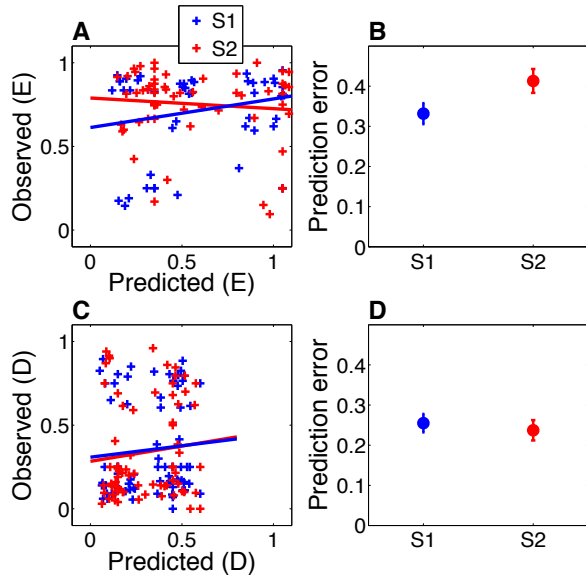 A
S1
S2
B
Observed (E)
1
0.5
0
0
0.5
1
Predicted (E)
Prediction error
0.4
0.3
0.2
0.1
0
S1
S2
C
D
Observed (D)
1
0.5
0
0
0.5
1
Predicted (D)
Prediction error
0.4
0.3
0.2
0.1
0
S1
S2